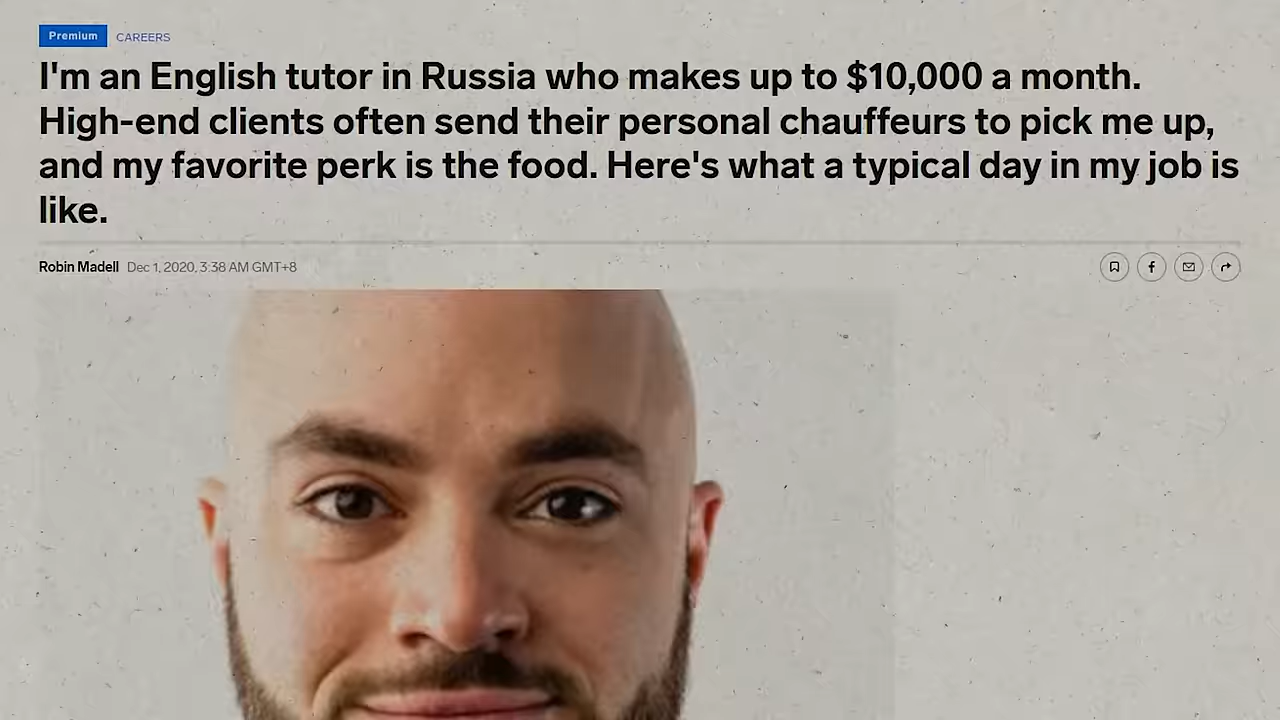 Premium CAREERS
I'm an English tutor in Russia who makes up to $10,000 a month.
High-end clients often send their personal chauffeurs to pick me up,
and my favorite perk is the food. Here's what a typical day in my job is
like.
Robin Madell Dec 1, 2020, 3:38 AM GMT+8